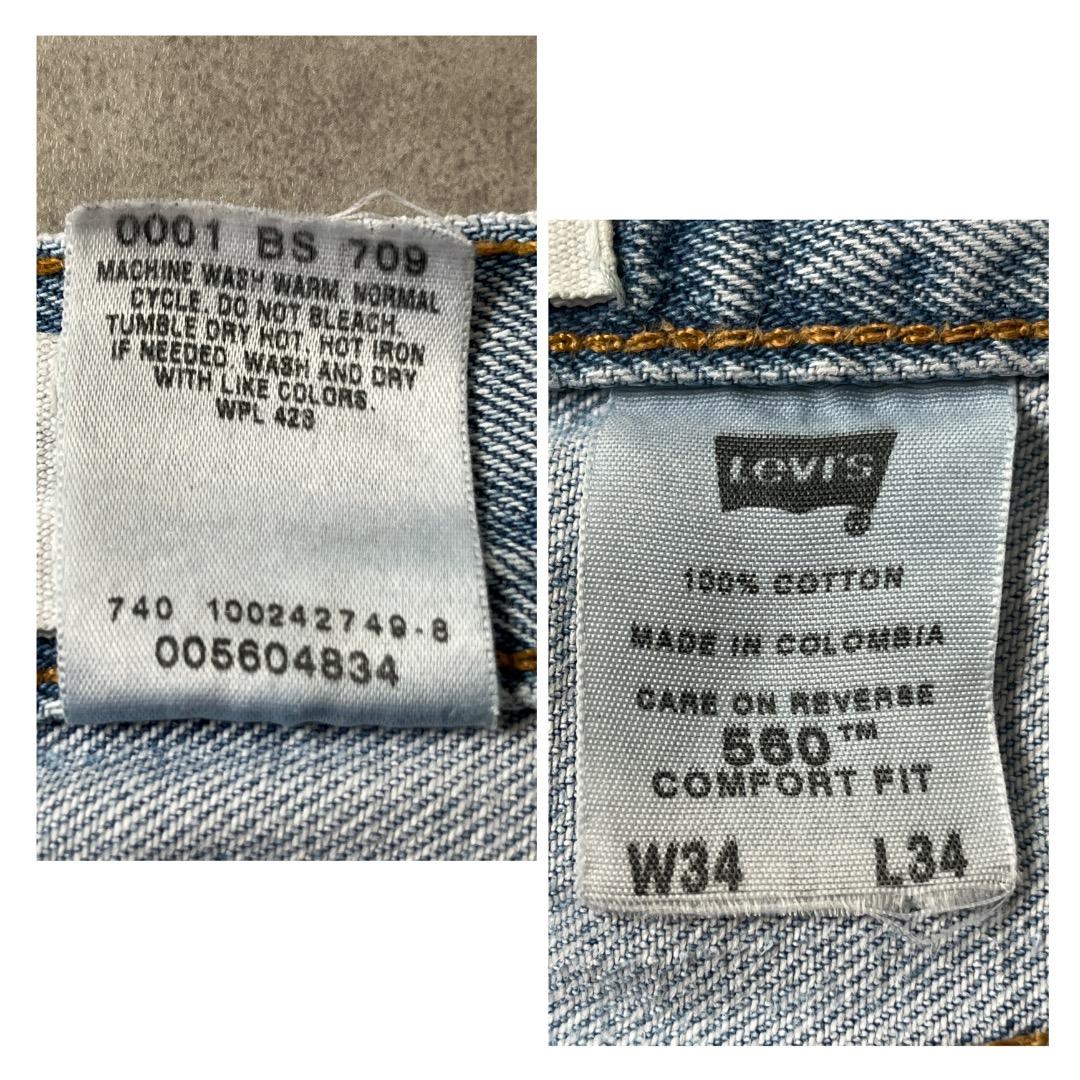 0001 BS 709
MACHINE WASH WARM, NORMAL
CYCLE. DO NOT BLEACH.
TUMBLE DRY HOT. HOT IRON
IF NEEDED. WASH AND DRY
WITH LIKE COLORS.
WPL 423
740 100242749-8
005604834
LEVI'S
®
100% COTTON
MADE IN COLOMBIA
CARE ON REVERSE
560™
COMFORT FIT
W34 L34